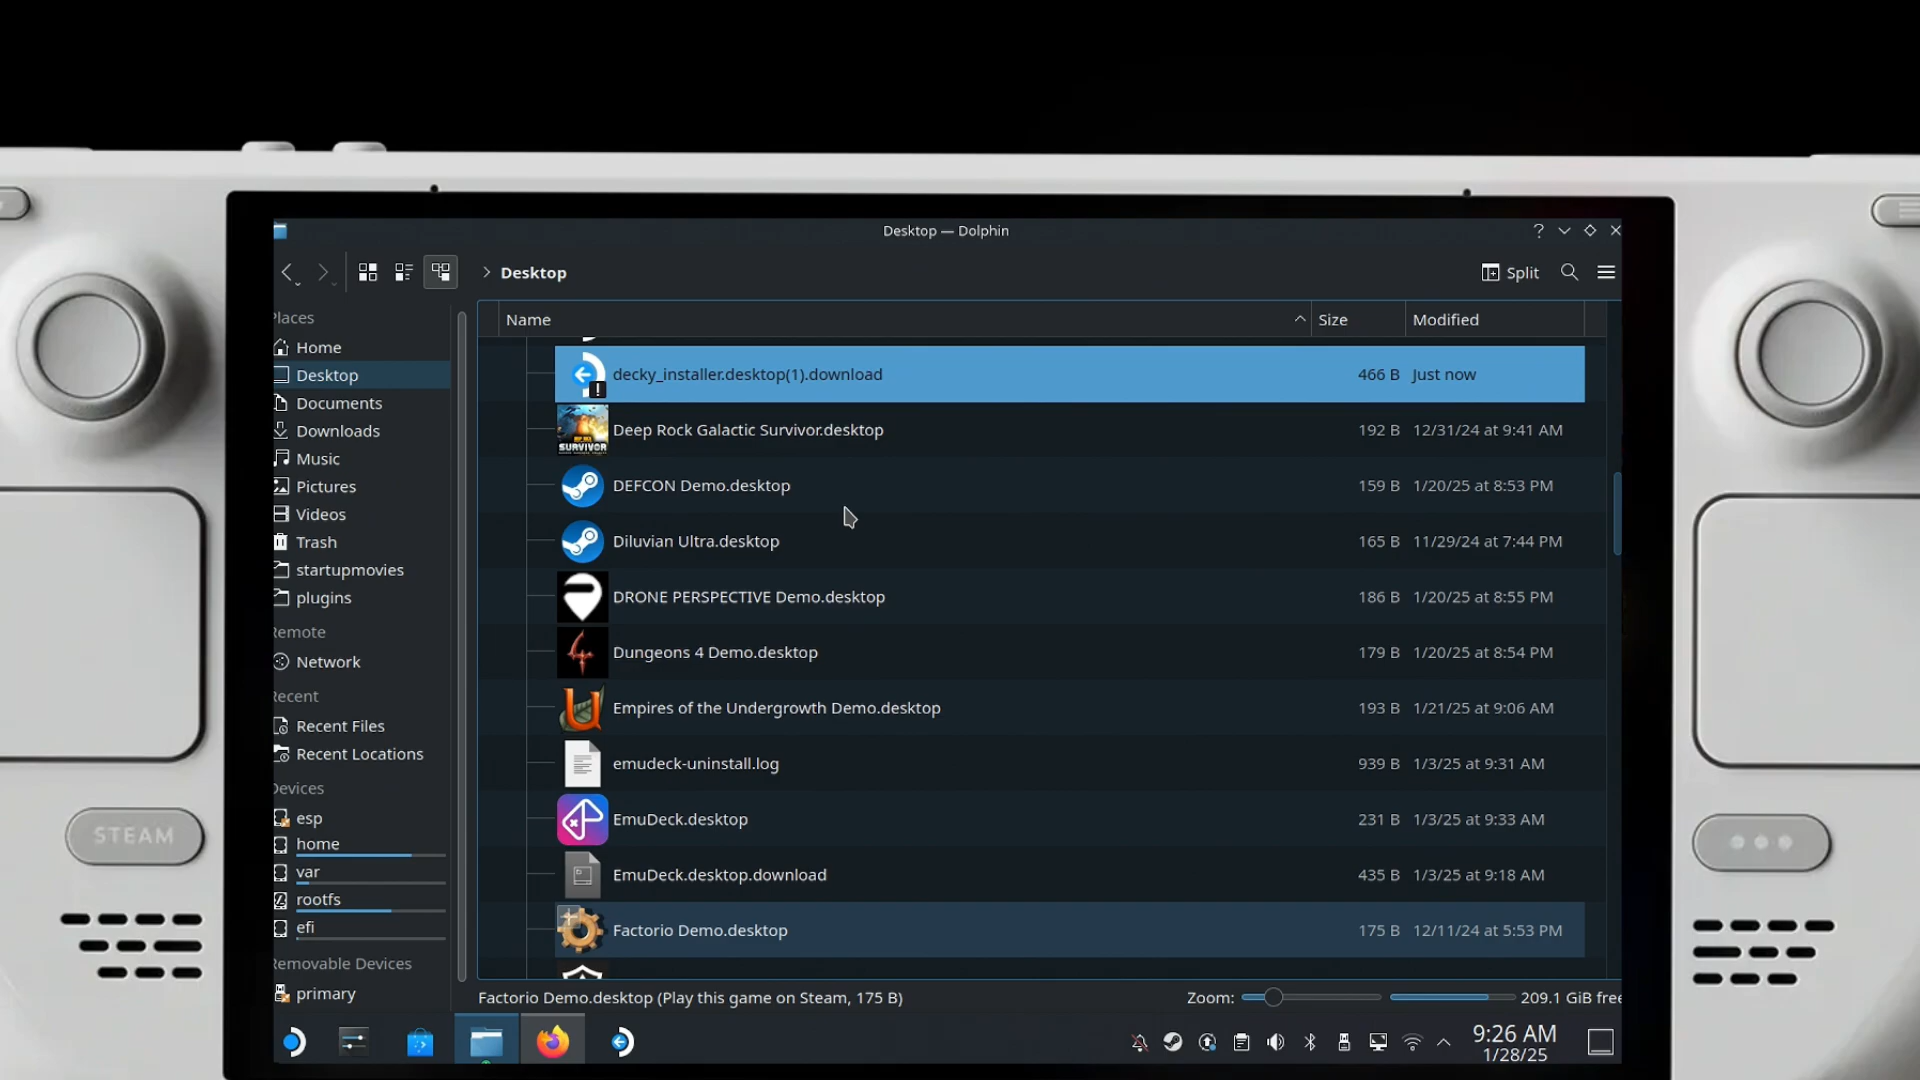 Desktop — Dolphin
?
> Desktop
Split
Places
Home
Desktop
Documents
Downloads
Music
Pictures
Videos
Trash
startupmovies
plugins
Remote
Network
Recent
Recent Files
Recent Locations
Devices
esp
home
var
rootfs
efi
Removable Devices
primary
Name Size Modified
decky_installer.desktop(1).download 466 B Just now
Deep Rock Galactic Survivor.desktop 192 B 12/31/24 at 9:41 AM
DEFCON Demo.desktop 159 B 1/20/25 at 8:53 PM
Diluvian Ultra.desktop 165 B 11/29/24 at 7:44 PM
DRONE PERSPECTIVE Demo.desktop 186 B 1/20/25 at 8:55 PM
Dungeons 4 Demo.desktop 179 B 1/20/25 at 8:54 PM
Empires of the Undergrowth Demo.desktop 193 B 1/21/25 at 9:06 AM
emudeck-uninstall.log 939 B 1/3/25 at 9:31 AM
EmuDeck.desktop 231 B 1/3/25 at 9:33 AM
EmuDeck.desktop.download 435 B 1/3/25 at 9:18 AM
Factorio Demo.desktop 175 B 12/11/24 at 5:53 PM
Factorio Demo.desktop (Play this game on Steam, 175 B) Zoom: 209.1 GiB free
9:26 AM
1/28/25
STEAM
SURVIVOR